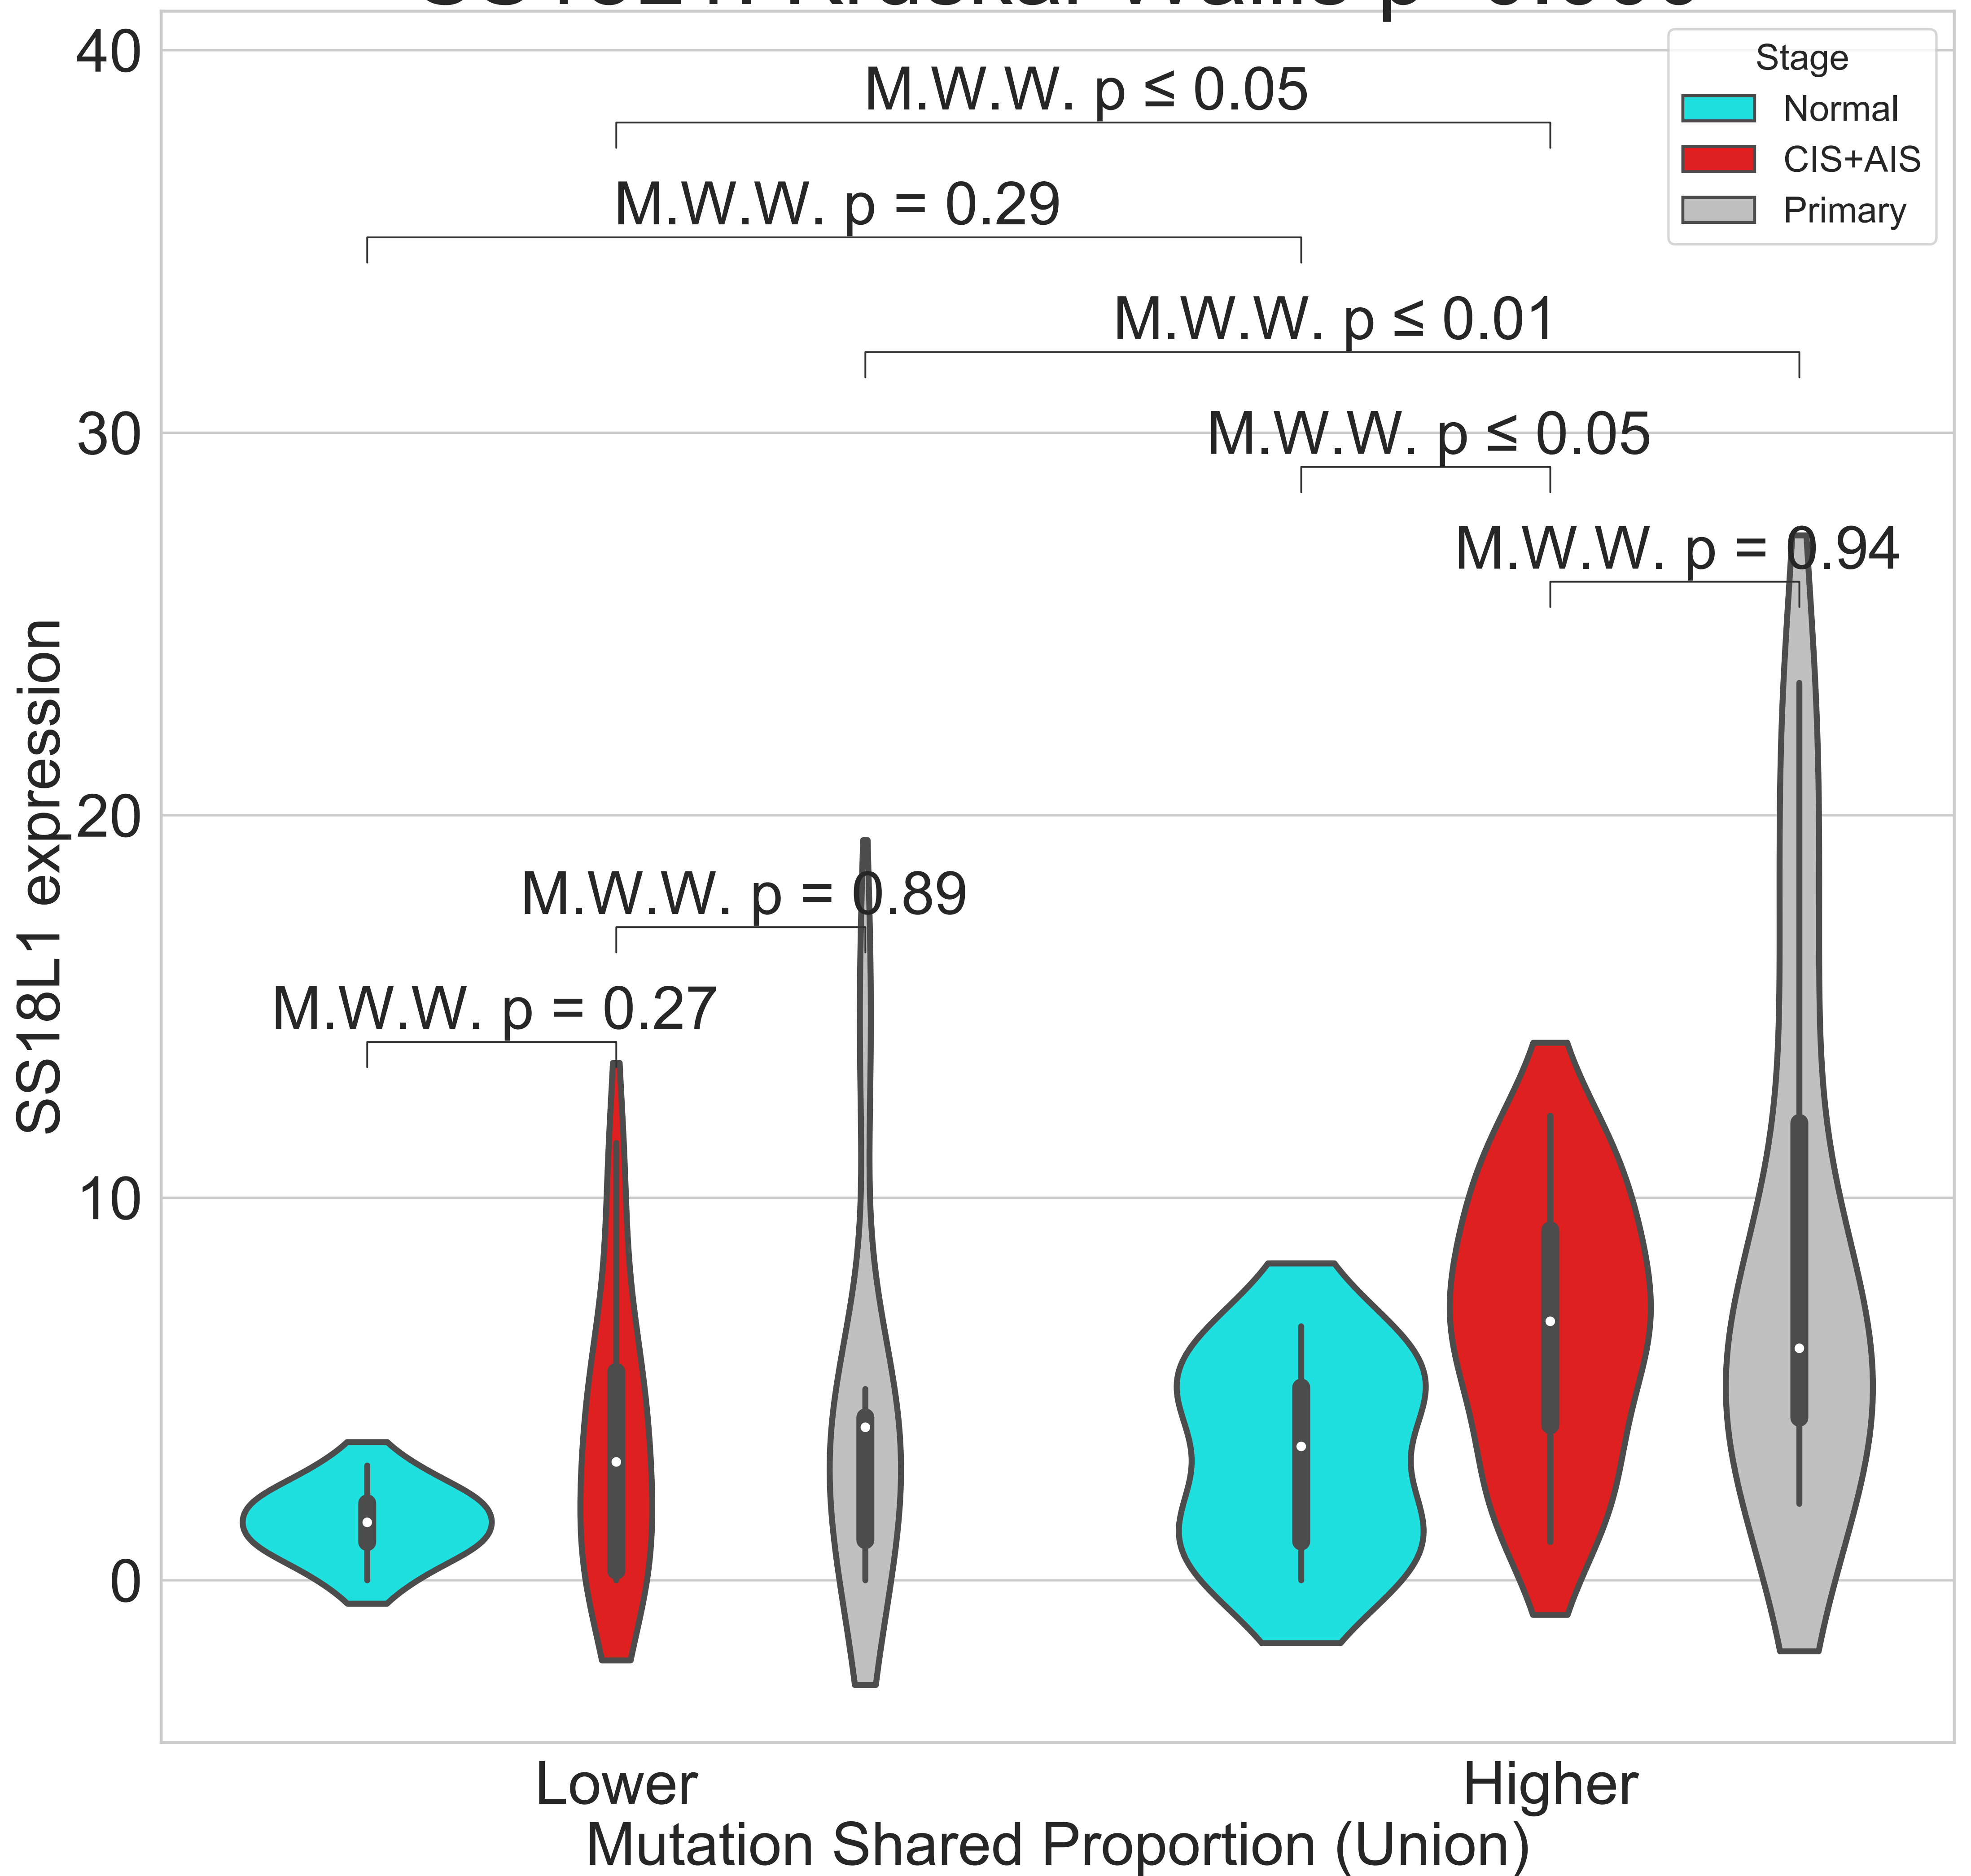 40
M.W.W. p ≤ 0.05
Stage
Normal
CIS+AIS
Primary
M.W.W. p = 0.29
M.W.W. p ≤ 0.01
30
M.W.W. p ≤ 0.05
M.W.W. p = 0.94
SS18L1 expression
20
M.W.W. p = 0.89
M.W.W. p = 0.27
10
0
Lower
Higher
Mutation Shared Proportion (Union)